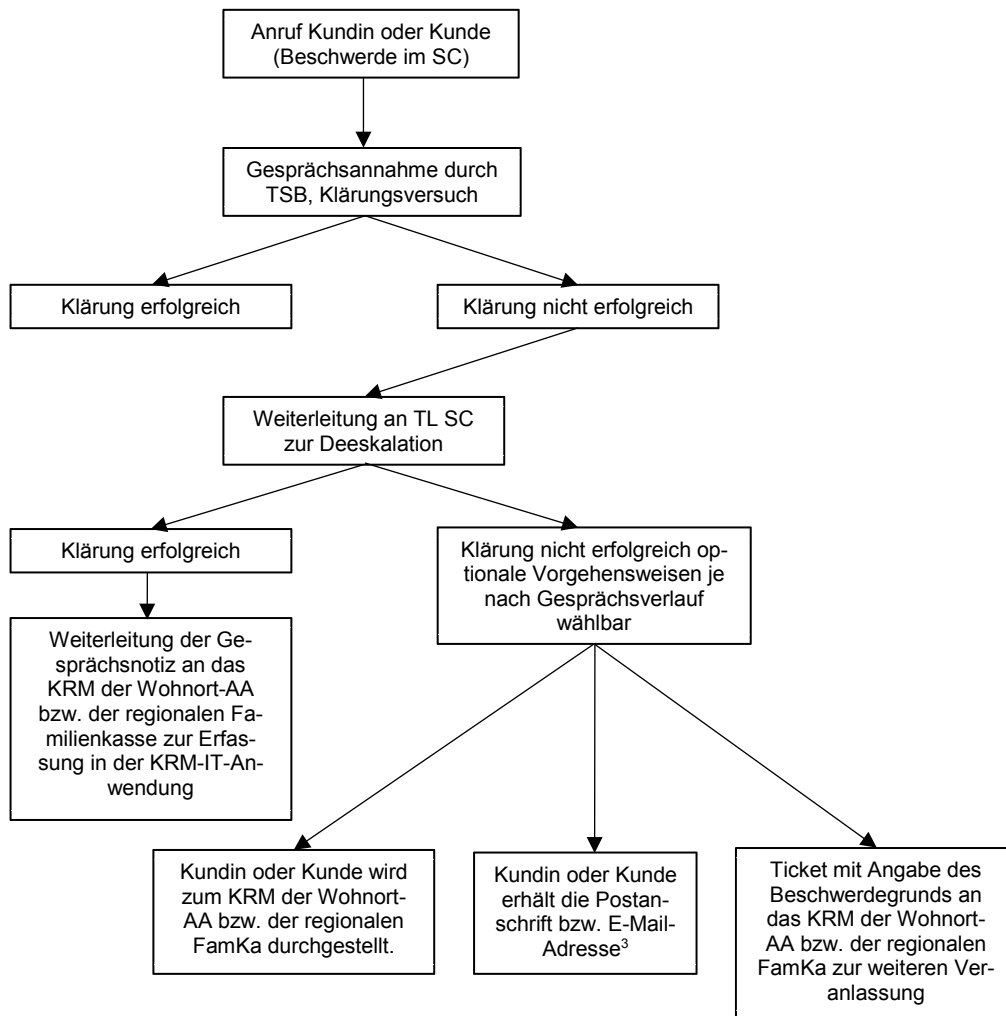 Anruf Kundin oder Kunde
(Beschwerde im SC)
Gesprächsannahme durch
TSB, Klärungsversuch
Klärung erfolgreich
Klärung nicht erfolgreich
Weiterleitung an TL SC
zur Deeskalation
Klärung erfolgreich
Klärung nicht erfolgreich op-
tionale Vorgehensweisen je
nach Gesprächsverlauf
wählbar
Weiterleitung der Ge-
sprächsnotiz an das
KRM der Wohnort-AA
bzw. der regionalen Fa-
milienkasse zur Erfas-
sung in der KRM-IT-An-
wendung
Kundin oder Kunde wird
zum KRM der Wohnort-
AA bzw. der regionalen
FamKa durchgestellt.
Kundin oder Kunde
erhält die Postan-
schrift bzw. E-Mail-
Adresse³
Ticket mit Angabe des
Beschwerdegrunds an
das KRM der Wohnort-
AA bzw. der regionalen
FamKa zur weiteren Ver-
anlassung